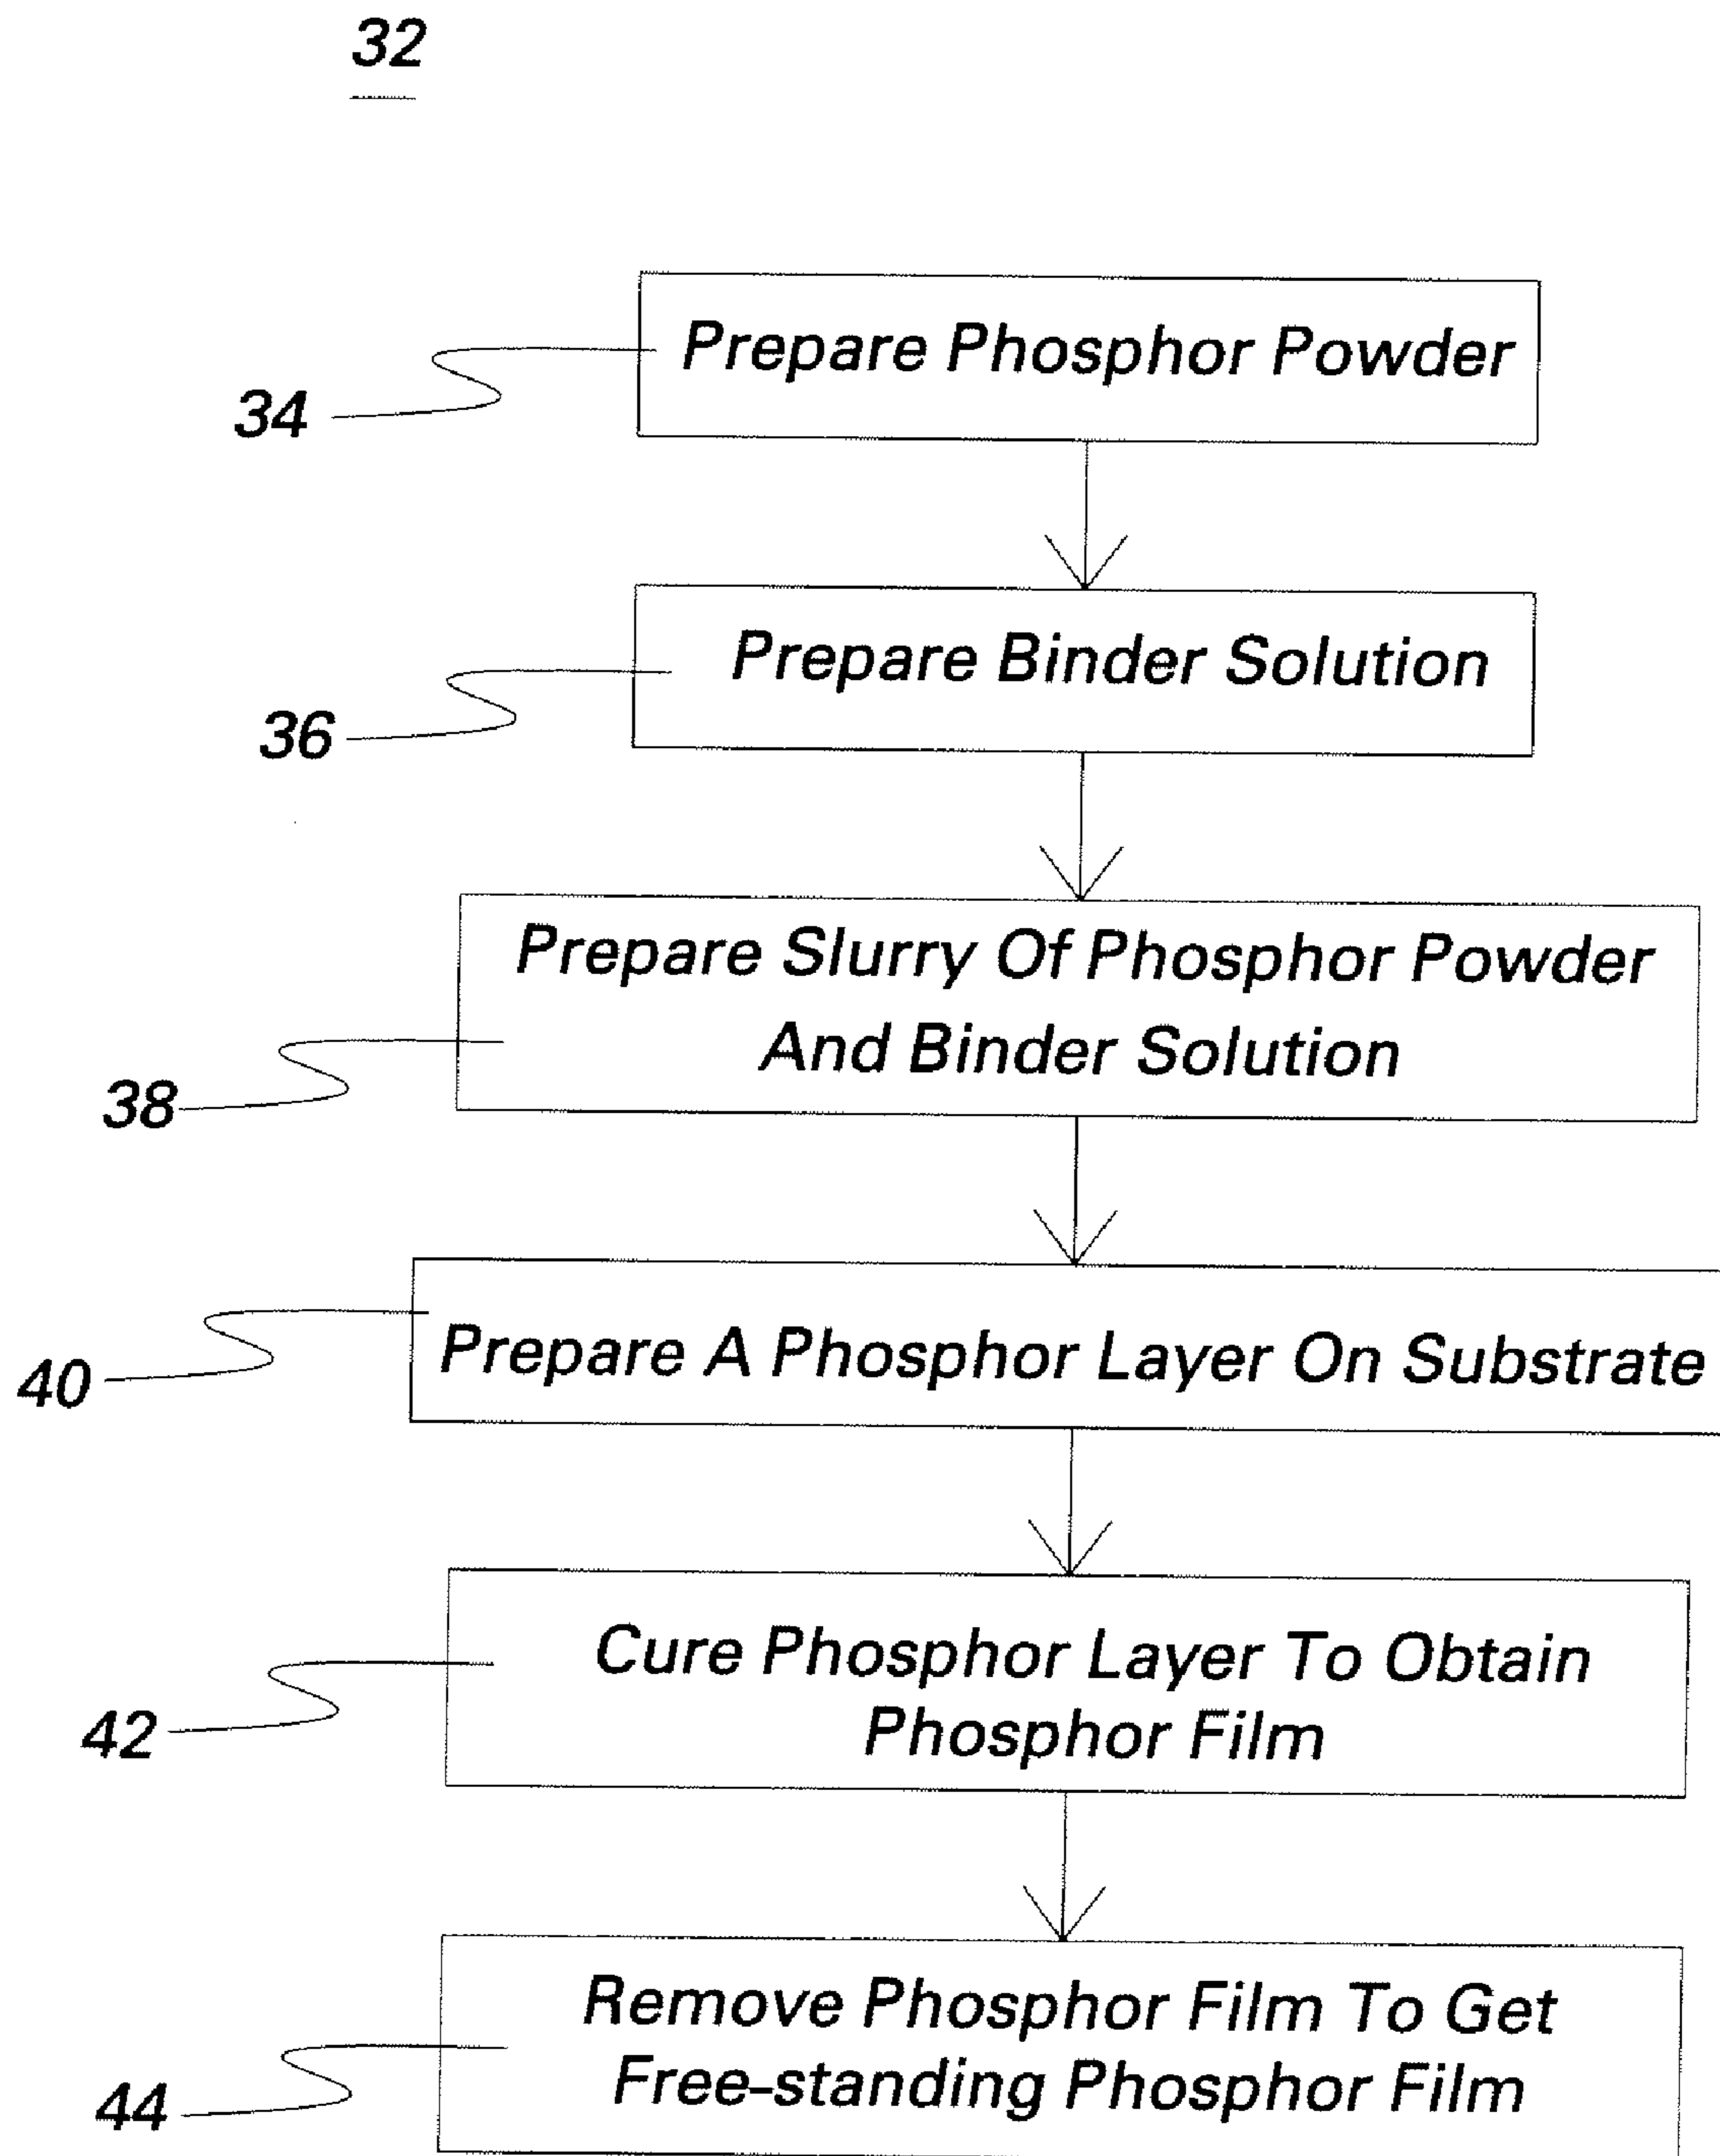 32
Prepare Phosphor Powder
34
Prepare Binder Solution
36
Prepare Slurry Of Phosphor Powder
And Binder Solution
38
Prepare A Phosphor Layer On Substrate
40
Cure Phosphor Layer To Obtain
Phosphor Film
42
Remove Phosphor Film To Get
Free-standing Phosphor Film
44